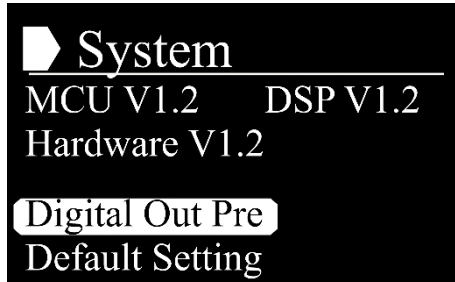 System
MCU V1.2 DSP V1.2
Hardware V1.2
Digital Out Pre
Default Setting